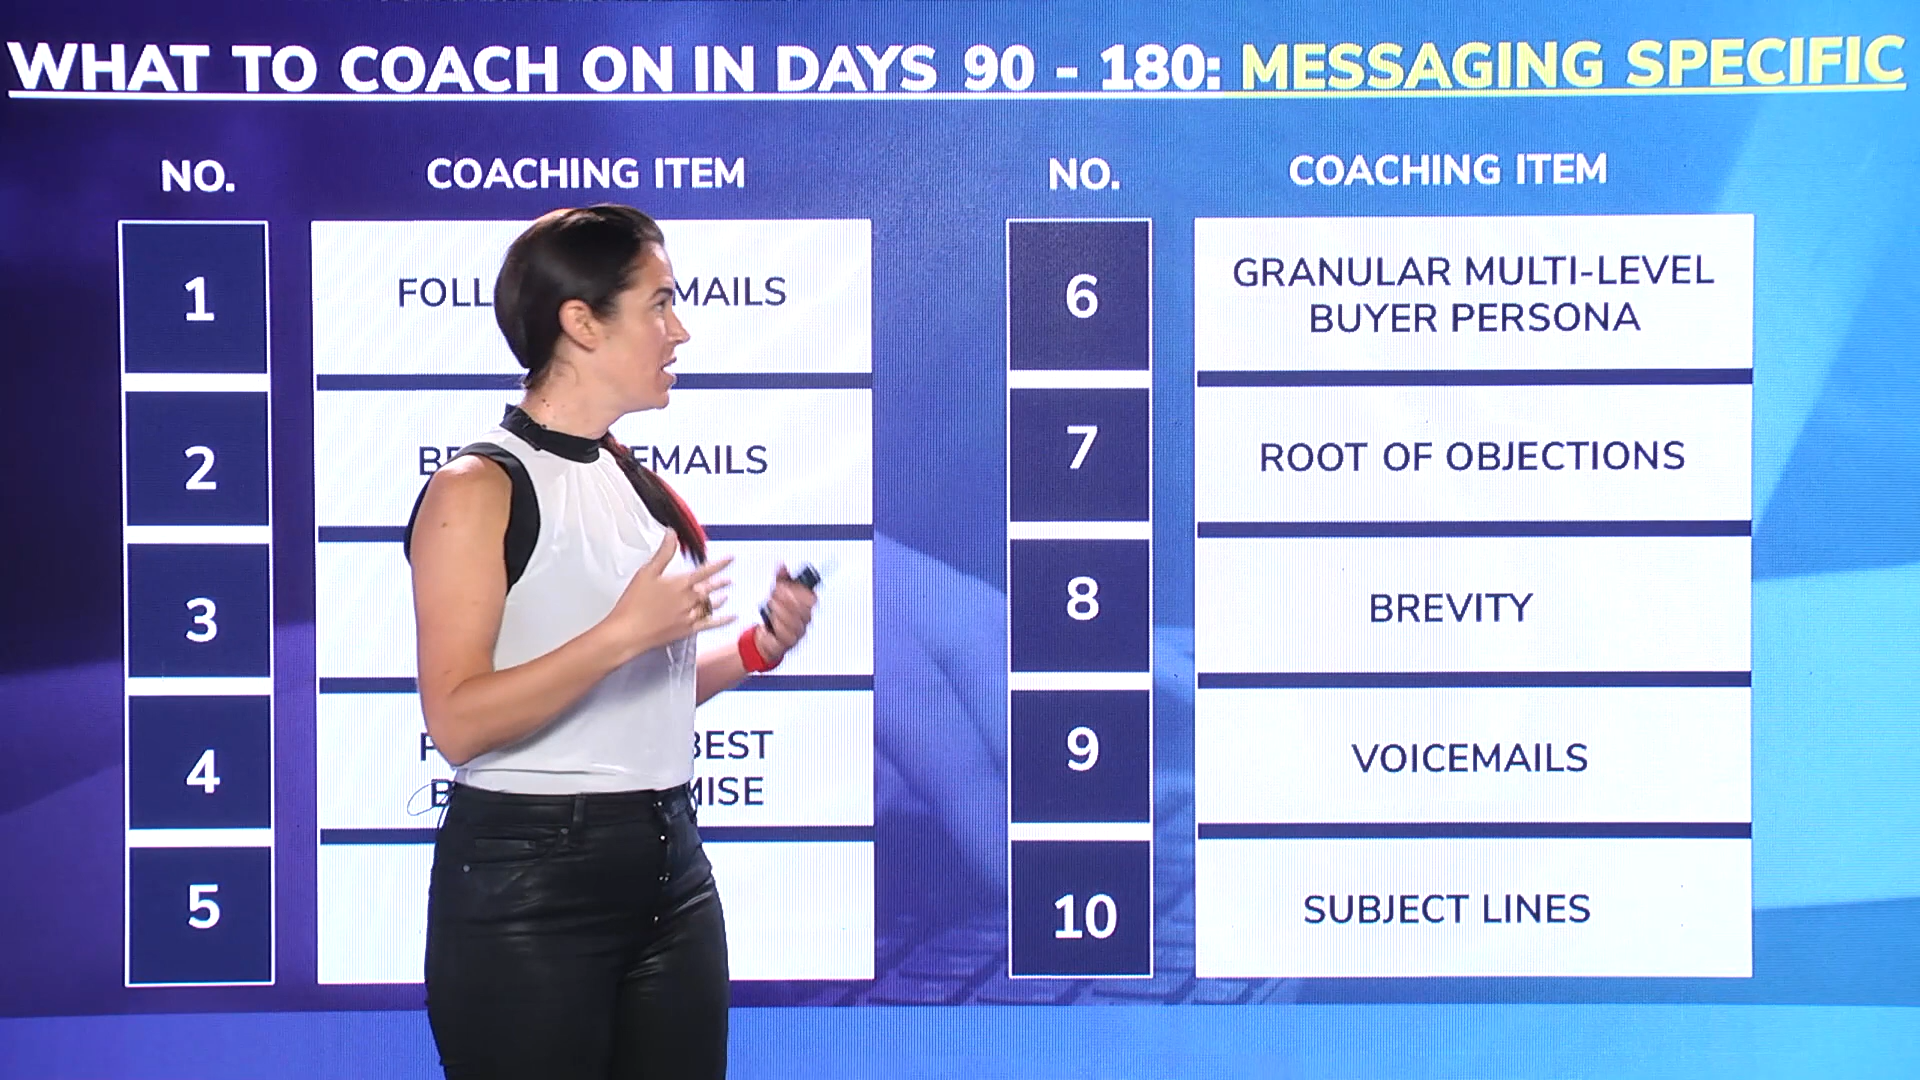 WHAT TO COACH ON IN DAYS 90 - 180: MESSAGING SPECIFIC
NO.
COACHING ITEM
1
FOLL MAILS
2
EMAILS
3
4
BEST
MISE
5
NO.
COACHING ITEM
6
GRANULAR MULTI-LEVEL
BUYER PERSONA
7
ROOT OF OBJECTIONS
8
BREVITY
9
VOICEMAILS
10
SUBJECT LINES